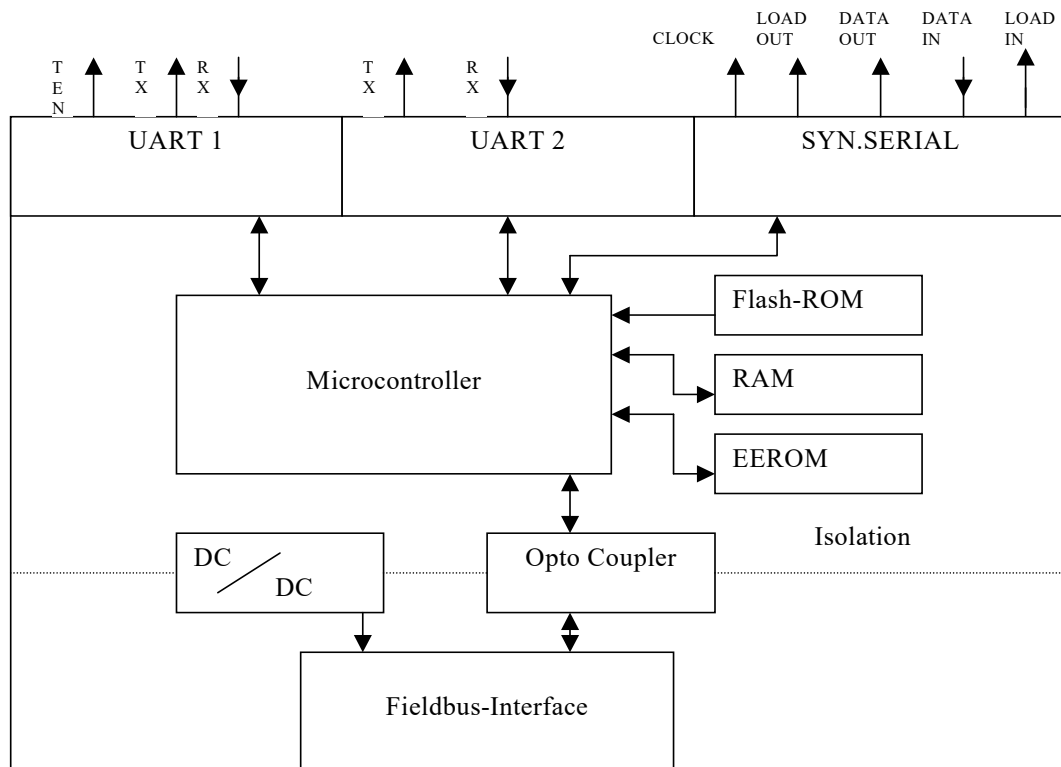 LOAD DATA DATA LOAD
CLOCK OUT OUT IN IN
T
E
N
T
X
R
X
T
X
R
X
UART 1
UART 2
SYN.SERIAL
Flash-ROM
Microcontroller
RAM
EEROM
Isolation
DC
DC
Opto Coupler
Fieldbus-Interface